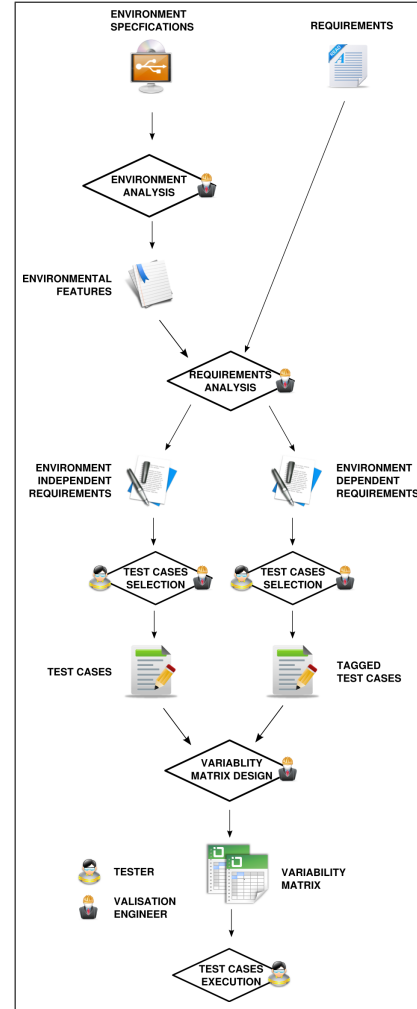 ENVIRONMENT
SPECFICATIONS
REQUIREMENTS
ENVIRONMENT
ANALYSIS
ENVIRONMENTAL
FEATURES
REQUIREMENTS
ANALYSIS
ENVIRONMENT
INDEPENDENT
REQUIREMENTS
ENVIRONMENT
DEPENDENT
REQUIREMENTS
TEST CASES
SELECTION
TEST CASES
SELECTION
TEST CASES
TAGGED
TEST CASES
VARIABLITY
MATRIX DESIGN
VARIABILITY
MATRIX
TESTER
VALISATION
ENGINEER
TEST CASES
EXECUTION